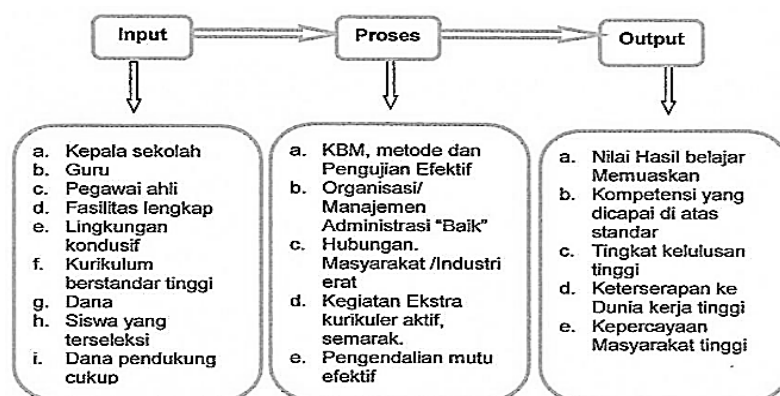 Input
Proses
Output
a. Kepala sekolah
b. Guru
c. Pegawai ahli
d. Fasilitas lengkap
e. Lingkungan
kondusif
f. Kurikulum
berstandar tinggi
g. Dana
h. Siswa yang
terseleksi
i. Dana pendukung
cukup
a. KBM, metode dan
Pengujian Efektif
b. Organisasi/
Manajemen
Administrasi "Baik"
c. Hubungan.
Masyarakat /Industri
erat
d. Kegiatan Ekstra
kurikuler aktif,
semarak.
e. Pengendalian mutu
efektif
a. Nilai Hasil belajar
Memuaskan
b. Kompetensi yang
dicapai di atas
standar
c. Tingkat kelulusan
tinggi
d. Keterserapan ke
Dunia kerja tinggi
e. Kepercayaan
Masyarakat tinggi